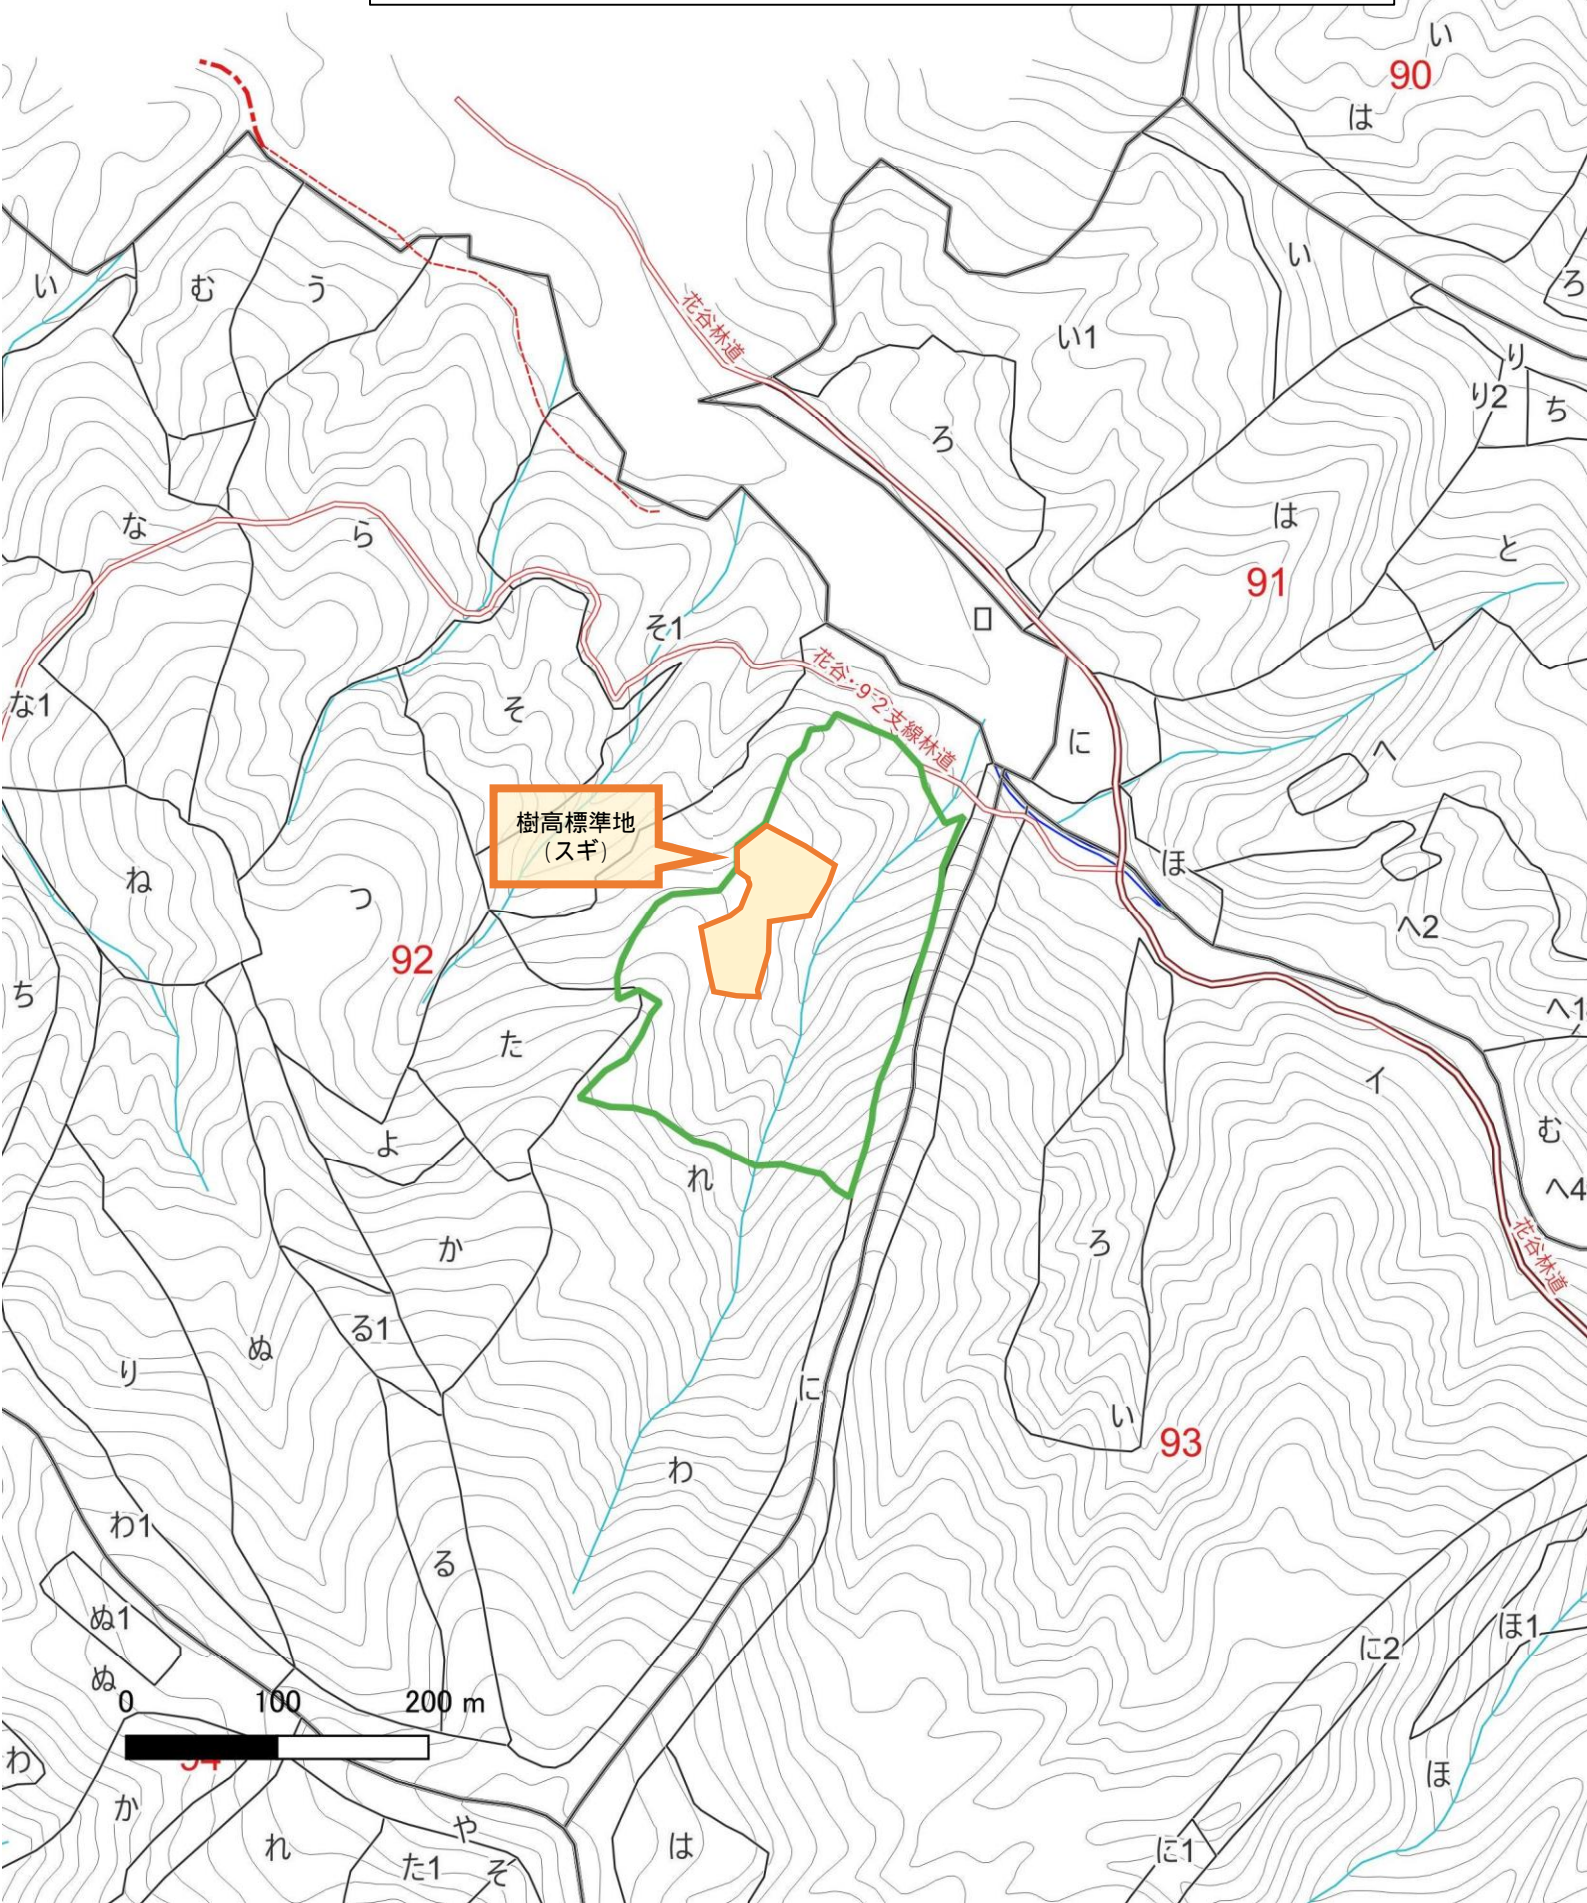 い
90
は
い
い
む
う
ろ
花谷林道
い1
り
り2
ち
ろ
な
ら
は
と
91
ロ
そ1
花谷・92支線林道
な1
そ
に
へ
樹高標準地
(スギ)
ほ
ね
つ
へ2
92
ち
へ1
た
イ
よ
む
れ
へ4
か
ろ
花谷林道
る1
ぬ
り
に
い
93
わ
わ1
る
ぬ1
ほ1
に2
ぬ
0 100 200 m
わ
94
ほ
か
や
れ
は
に1
た1
そ